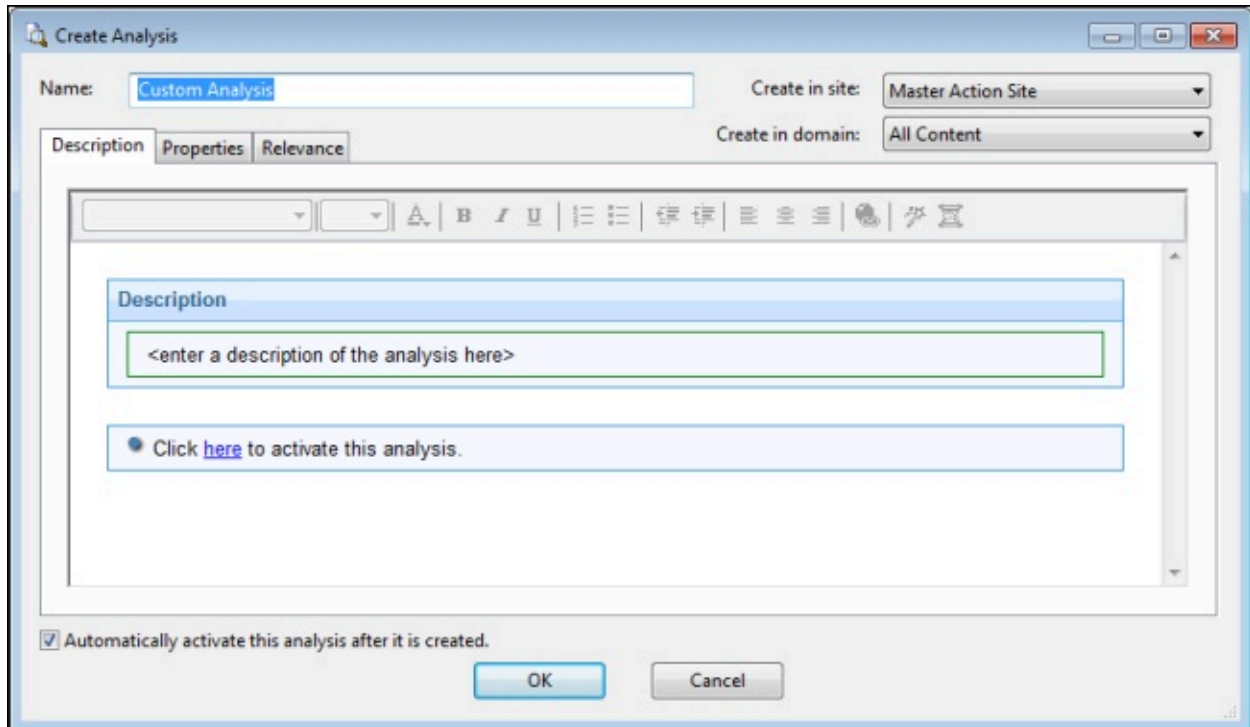 Create Analysis
Name: Custom Analysis Create in site: Master Action Site
Create in domain: All Content
Description Properties Relevance
A B I U
Description
<enter a description of the analysis here>
Click here to activate this analysis.
Automatically activate this analysis after it is created.
OK Cancel